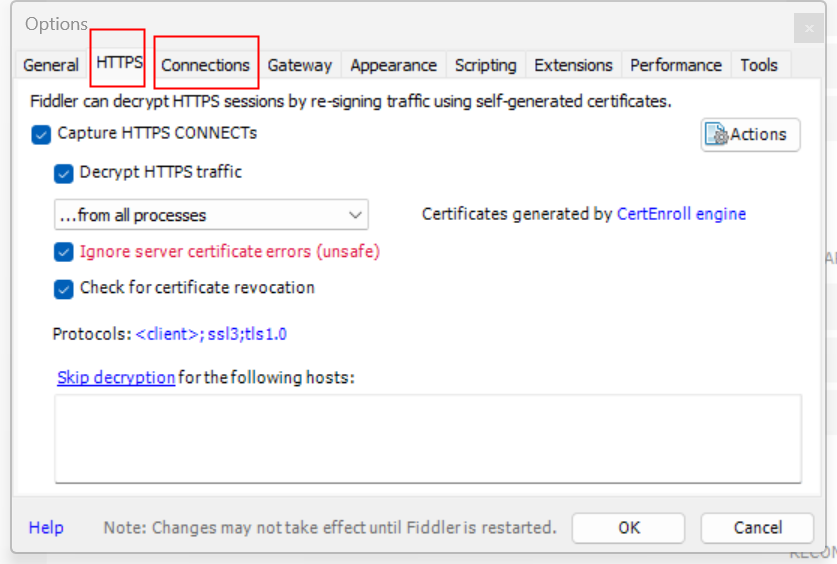 Options
General HTTPS Connections Gateway Appearance Scripting Extensions Performance Tools
Fiddler can decrypt HTTPS sessions by re-signing traffic using self-generated certificates.
Capture HTTPS CONNECTs
Actions
Decrypt HTTPS traffic
...from all processes
Certificates generated by CertEnroll engine
Ignore server certificate errors (unsafe)
Check for certificate revocation
Protocols: <client>; ssl3;tls1.0
Skip decryption for the following hosts:
Help Note: Changes may not take effect until Fiddler is restarted. OK Cancel